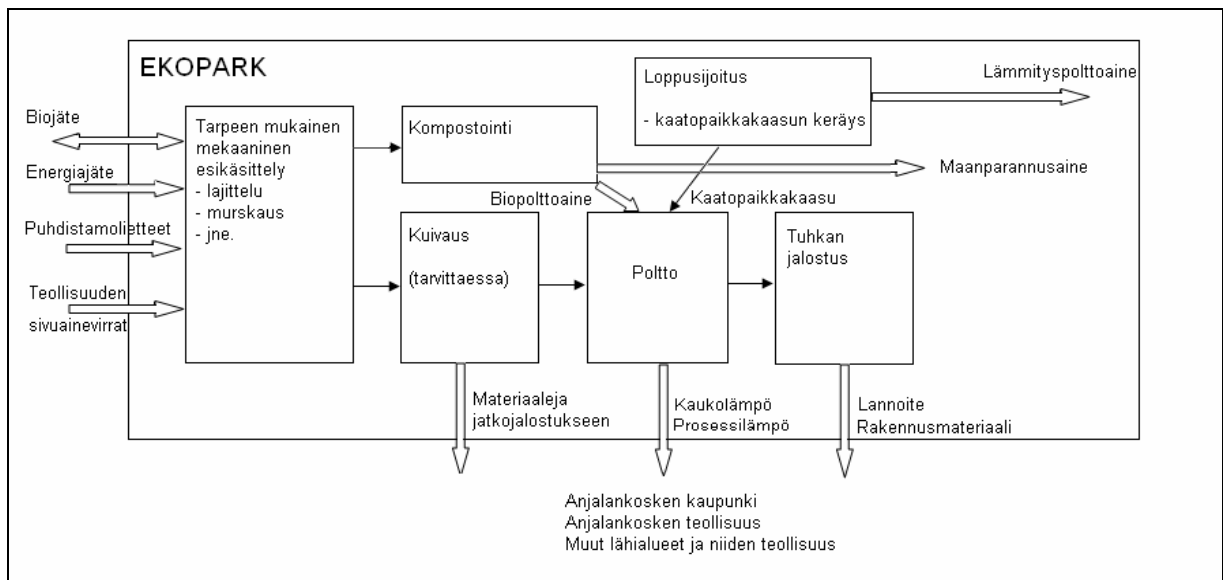 EKOPARK
Biojäte
Energiajäte
Puhdistamolietteet
Teollisuuden
sivuainevirrat
Tarpeen mukainen
mekaaninen
esikäsittely
- lajittelu
- murskaus
- jne.
Kompostointi
Loppusijoitus
- kaatopaikkakaasun keräys
Lämmityspolttoaine
Maanparannusaine
Biopolttoaine
Kaatopaikkakaasu
Kuivaus
(tarvittaessa)
Poltto
Tuhkan
jalostus
Materiaaleja
jatkojalostukseen
Kaukolämpö
Prosessilämpö
Lannoite
Rakennusmateriaali
Anjalankosken kaupunki
Anjalankosken teollisuus
Muut lähialueet ja niiden teollisuus